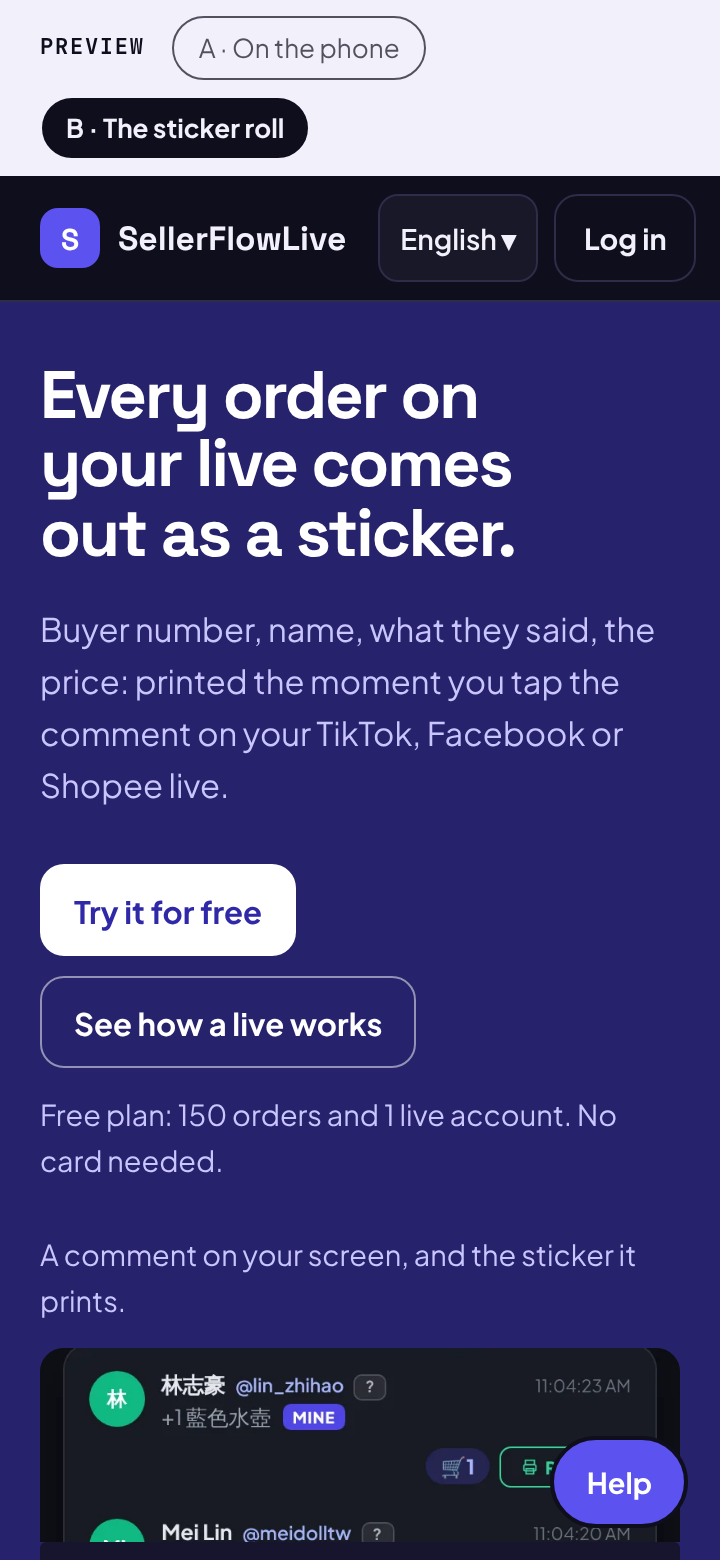 PREVIEW
A · On the phone
B · The sticker roll
S
SellerFlowLive
English ▾
Log in
Every order on
your live comes
out as a sticker.
Buyer number, name, what they said, the
price: printed the moment you tap the
comment on your TikTok, Facebook or
Shopee live.
Try it for free
See how a live works
Free plan: 150 orders and 1 live account. No
card needed.
A comment on your screen, and the sticker it
prints.
林
林志豪 @lin_zhihao ? 11:04:23 AM
+1 藍色水壺 MINE
🛒1
Help
Mei Lin @meidolltw ? 11:04:20 AM